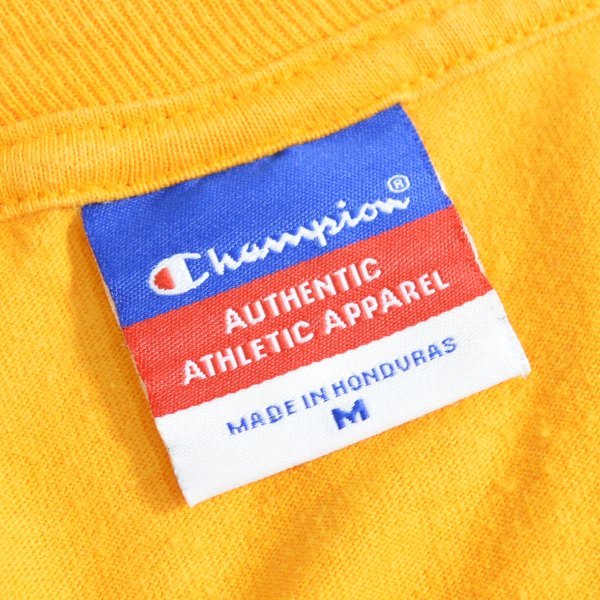 Champion®
AUTHENTIC
ATHLETIC APPAREL
MADE IN HONDURAS
M